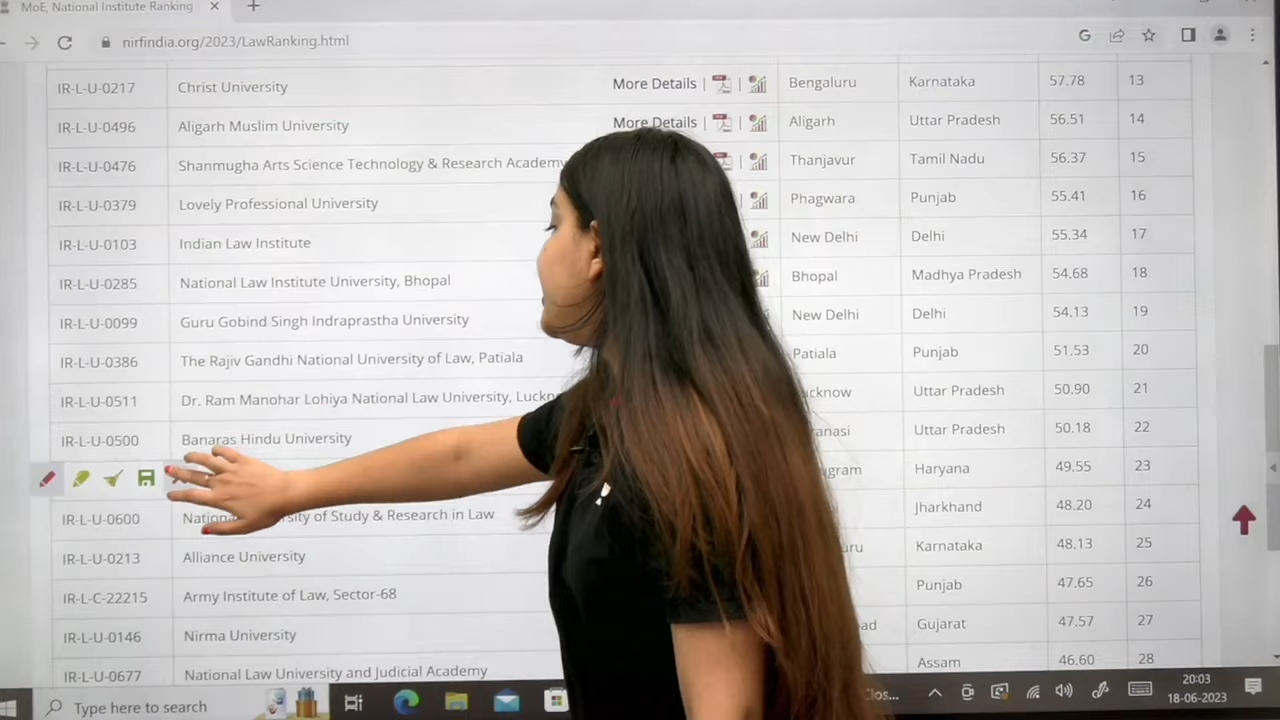 MoE, National Institute Ranking
nirfindia.org/2023/LawRanking.html
IR-L-U-0217 Christ University More Details | | Bengaluru Karnataka 57.78 13
IR-L-U-0496 Aligarh Muslim University More Details | | Aligarh Uttar Pradesh 56.51 14
IR-L-U-0476 Shanmugha Arts Science Technology & Research Academy | Thanjavur Tamil Nadu 56.37 15
IR-L-U-0379 Lovely Professional University Phagwara Punjab 55.41 16
IR-L-U-0103 Indian Law Institute New Delhi Delhi 55.34 17
IR-L-U-0285 National Law Institute University, Bhopal Bhopal Madhya Pradesh 54.68 18
IR-L-U-0099 Guru Gobind Singh Indraprastha University New Delhi Delhi 54.13 19
IR-L-U-0386 The Rajiv Gandhi National University of Law, Patiala Patiala Punjab 51.53 20
IR-L-U-0511 Dr. Ram Manohar Lohiya National Law University, Uttar Pradesh 50.90 21
IR-L-U-0500 Banaras Hindu University Uttar Pradesh 50.18 22
Haryana 49.55 23
IR-L-U-0600 of Study & Research in Law Jharkhand 48.20 24
IR-L-U-0213 Alliance University Karnataka 48.13 25
IR-L-C-22215 Army Institute of Law, Sector-68 Punjab 47.65 26
IR-L-U-0146 Nirma University Gujarat 47.57 27
IR-L-U-0677 National Law University and Judicial Academy Assam 46.60 28
Type here to search
20:03
18-06-2023